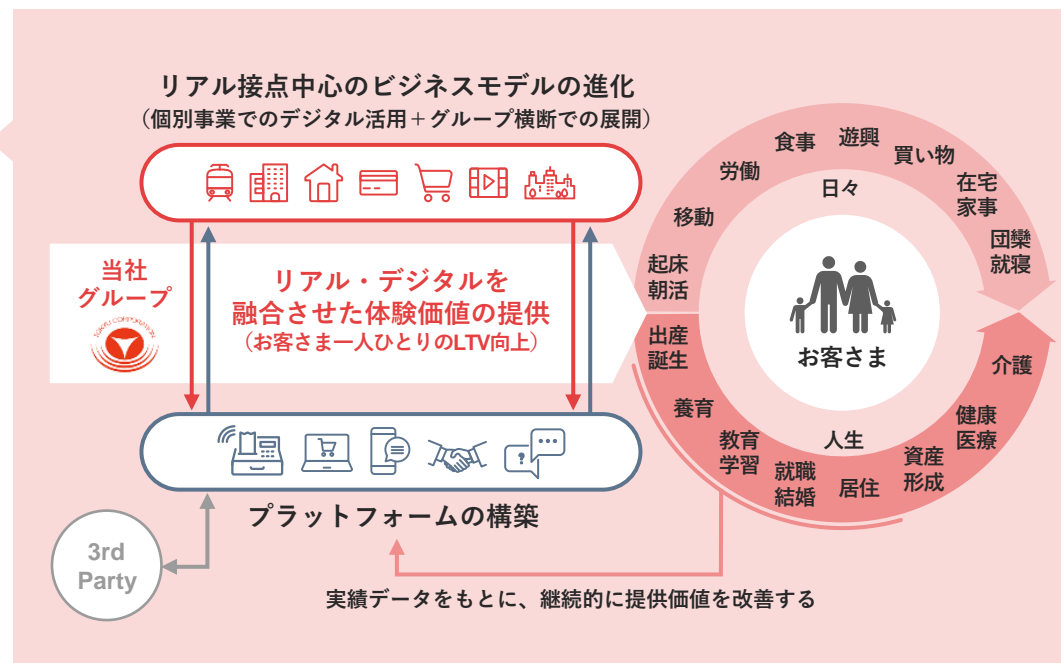 リアル接点中心のビジネスモデルの進化
(個別事業でのデジタル活用+グループ横断での展開)
当社
グループ
TOKYU CORPORATION
リアル・デジタルを
融合させた体験価値の提供
(お客さま一人ひとりのLTV向上)
プラットフォームの構築
3rd
Party
実績データをもとに、継続的に提供価値を改善する
日々
起床
朝活
移動
労働
食事
遊興
買い物
在宅
家事
団欒
就寝
お客さま
人生
出産
誕生
養育
教育
学習
就職
結婚
居住
資産
形成
健康
医療
介護